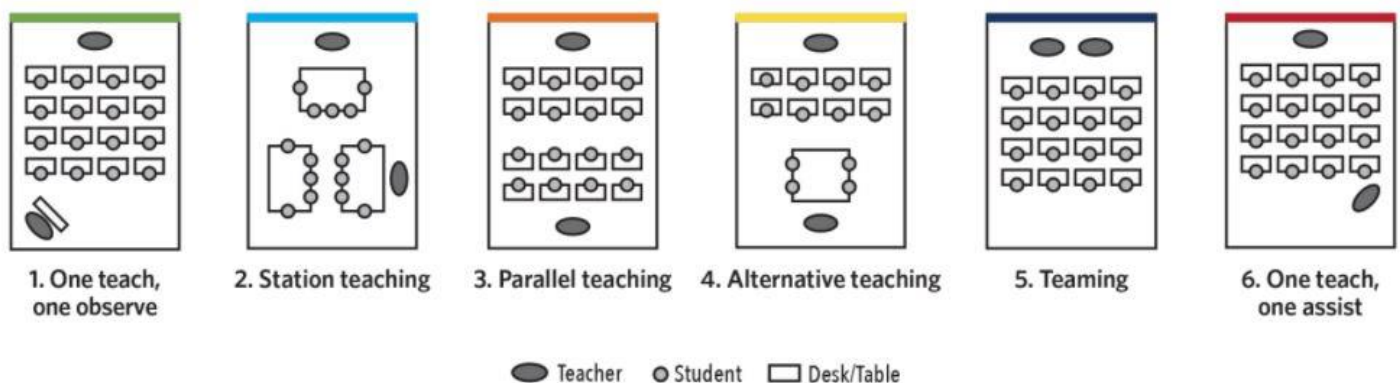 1. One teach,
one observe
2. Station teaching
3. Parallel teaching
4. Alternative teaching
5. Teaming
6. One teach,
one assist
Teacher
Student
Desk/Table